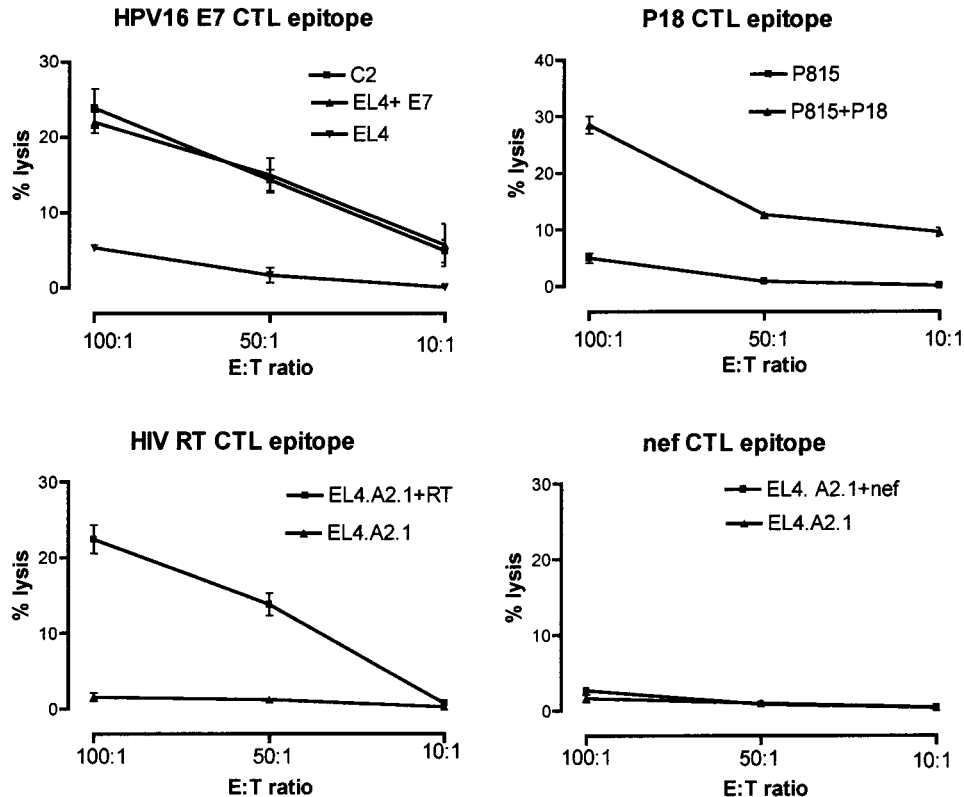 HPV16 E7 CTL epitope
30
20
10
0
% lysis
C2
EL4+ E7
EL4
100:1 50:1 10:1
E:T ratio
P18 CTL epitope
40
30
20
10
0
% lysis
P815
P815+P18
100:1 50:1 10:1
E:T ratio
HIV RT CTL epitope
30
20
10
0
% lysis
EL4.A2.1+RT
EL4.A2.1
100:1 50:1 10:1
E:T ratio
nef CTL epitope
30
20
10
0
% lysis
EL4. A2.1+nef
EL4.A2.1
100:1 50:1 10:1
E:T ratio